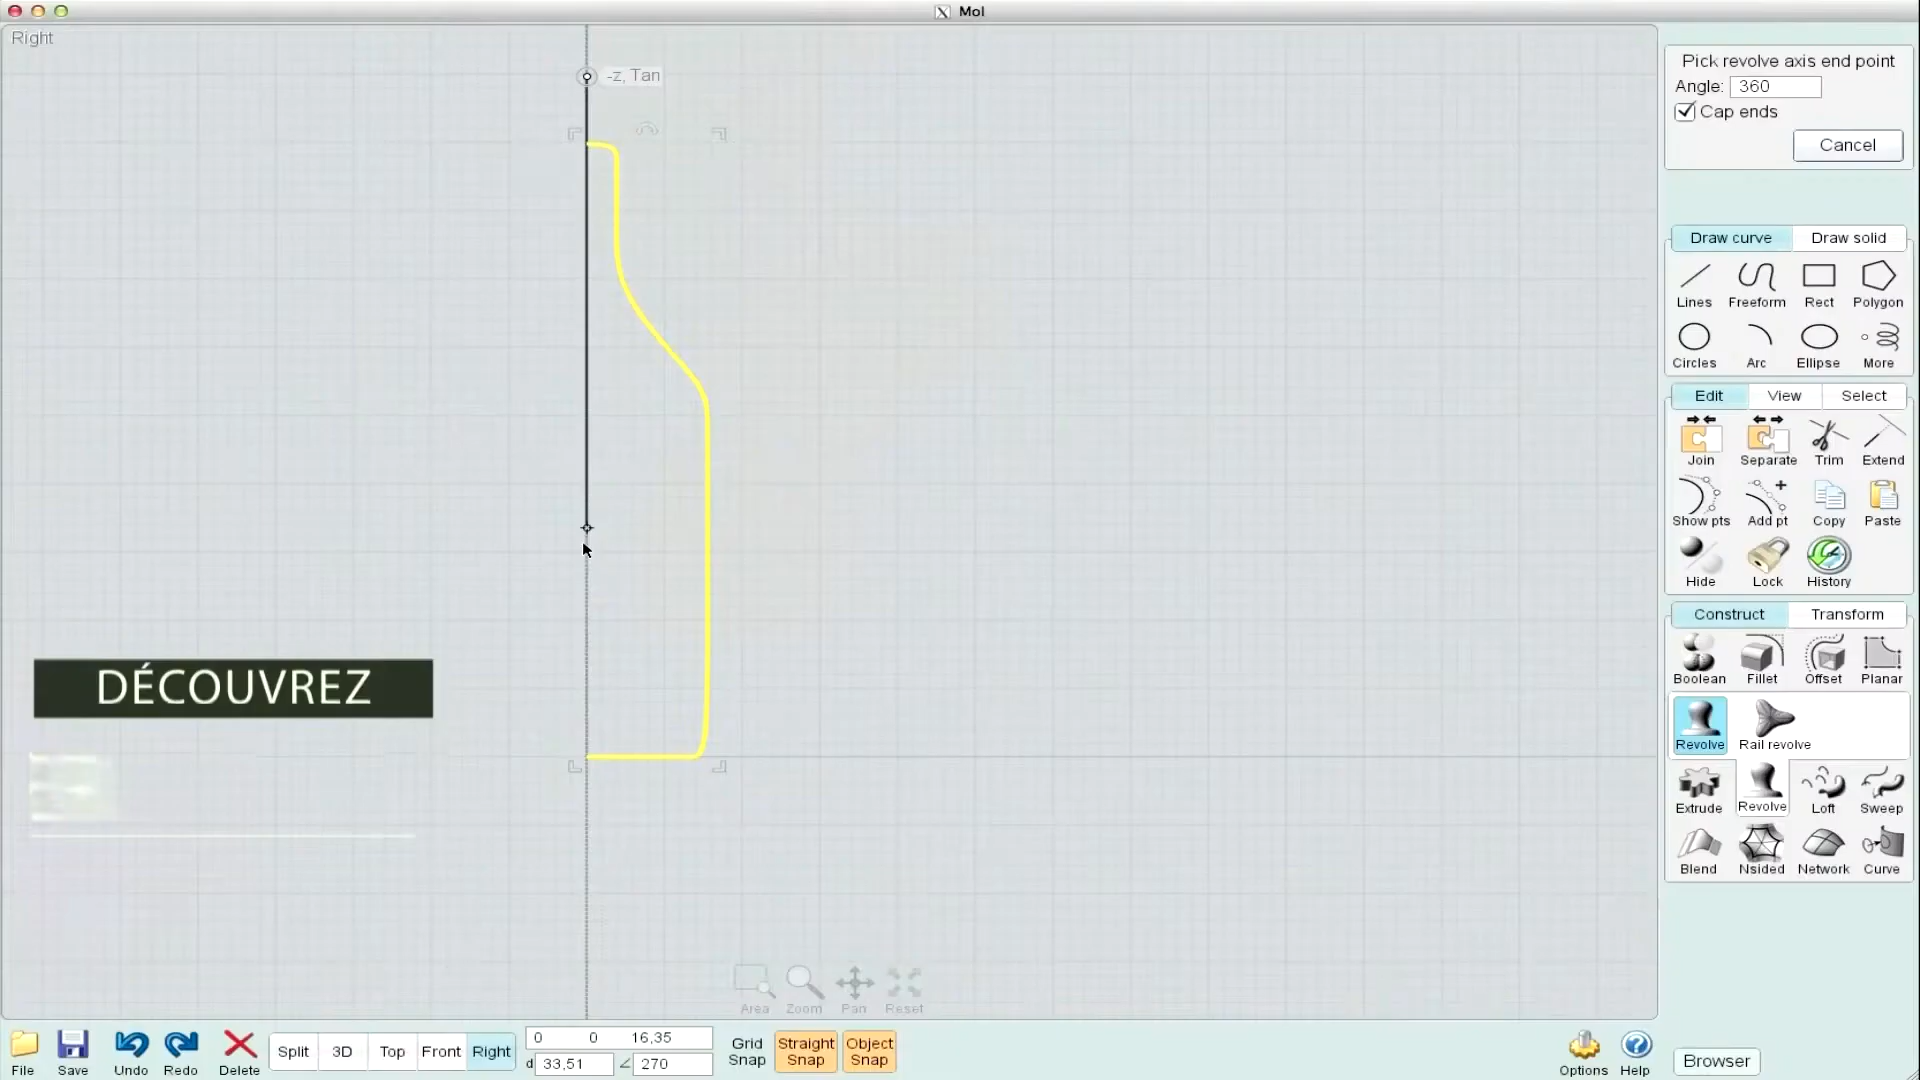 MoI
Right
-z, Tan
Pick revolve axis end point
Angle: 360
Cap ends
Cancel
Draw curve Draw solid
Lines Freeform Rect Polygon
Circles Arc Ellipse More
Edit View Select
Join Separate Trim Extend
Show pts Add pt Copy Paste
Hide Lock History
Construct Transform
Boolean Fillet Offset Planar
Revolve Rail revolve
Extrude Revolve Loft Sweep
Blend Nsided Network Curve
DÉCOUVREZ
Area Zoom Pan Reset
File Save Undo Redo Delete
Split 3D Top Front Right
0 0 16,35
d 33,51 ∠ 270
Grid Snap
Straight Snap
Object Snap
Options Help
Browser